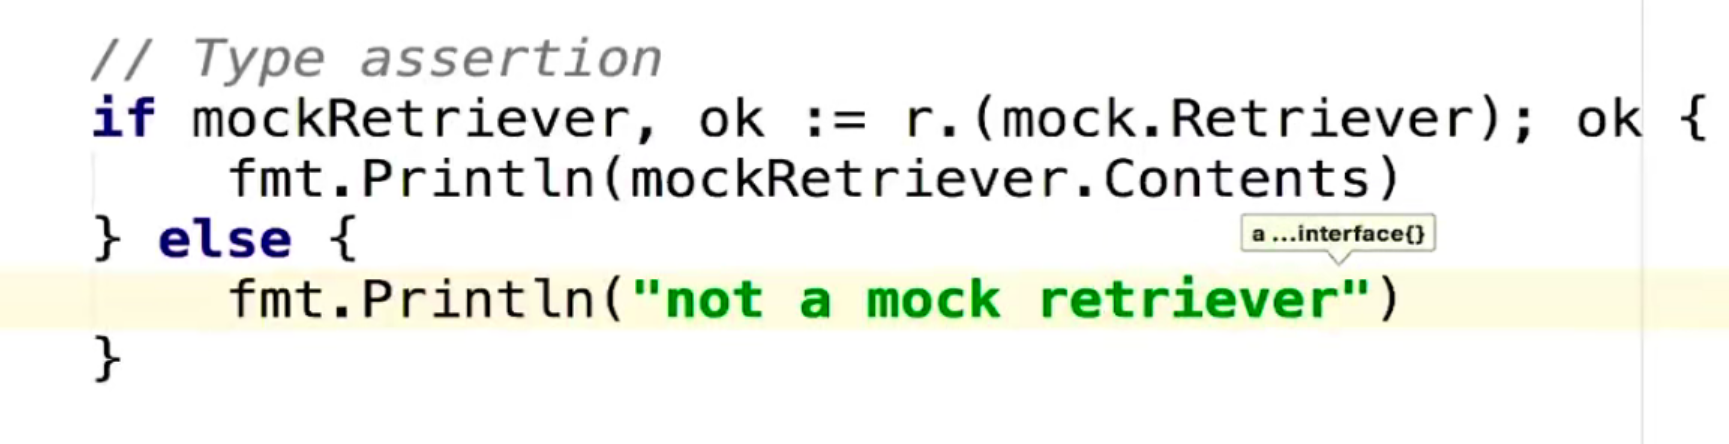 // Type assertion
if mockRetriever, ok := r.(mock.Retriever); ok {
    fmt.Println(mockRetriever.Contents)
} else {
a ...interface{}
    fmt.Println("not a mock retriever")
}